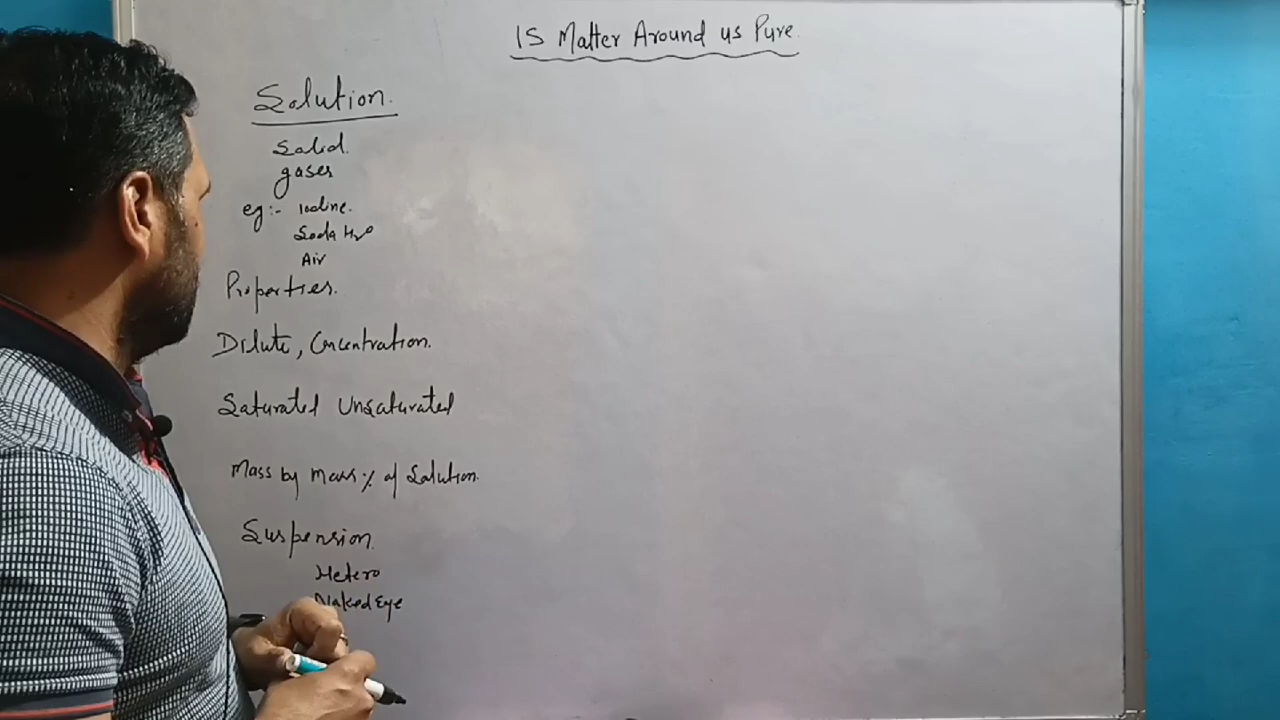 IS Matter Around us Pure.
Solution.
Solid.
gases
eg:- Iodine.
Soda H2O
Air
Properties.
Dilute, Concentration.
Saturated Unsaturated
Mass by mass % of Solution.
Suspension.
Hetero
Naked Eye